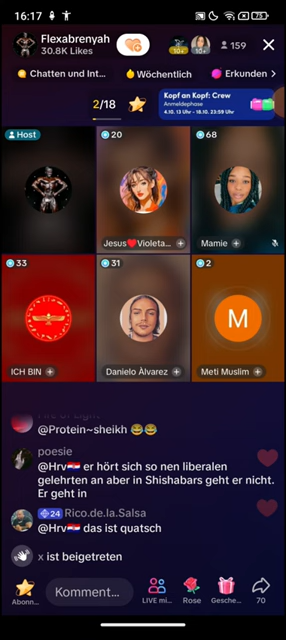 16:17
75
Flexabrenyah
30.8K Likes
10+
10+
159
Chatten und Int...
Wöchentlich
Erkunden
2/18
Kopf an Kopf: Crew
Anmeldephase
4.10. 13 Uhr - 18.10. 23:59 Uhr
Host
20
68
Jesus❤️Violeta...
Mamie
33
31
2
M
ICH BIN
Danielo Àlvarez
Meti Muslim
@Protein~sheikh 😂😂
poesie
@Hrv🇭🇷 er hört sich so nen liberalen
gelehrten an aber in Shishabars geht er nicht.
Er geht in
24 Rico.de.la.Salsa
@Hrv🇭🇷 das ist quatsch
x ist beigetreten
Abonn...
Komment...
LIVE mi...
Rose
Gesche...
70